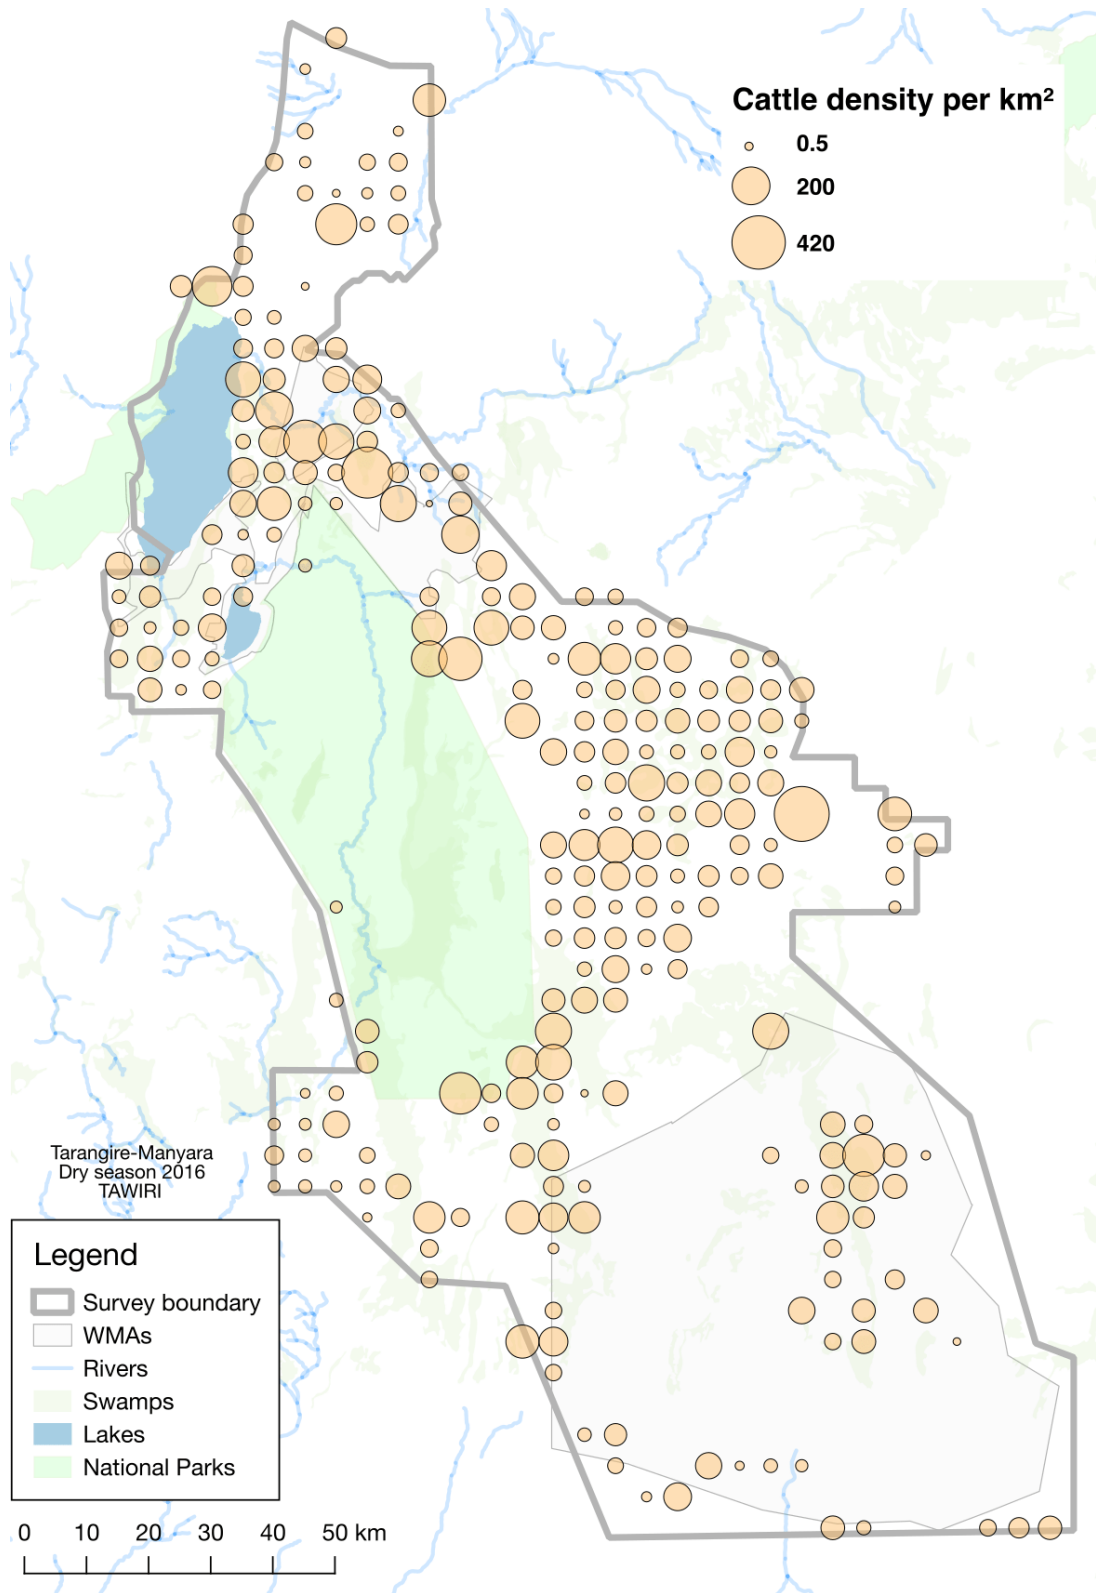 Cattle density per km²
0.5
200
420
Tarangire-Manyara
Dry season 2016
TAWIRI
Legend
Survey boundary
WMAs
Rivers
Swamps
Lakes
National Parks
0 10 20 30 40 50 km